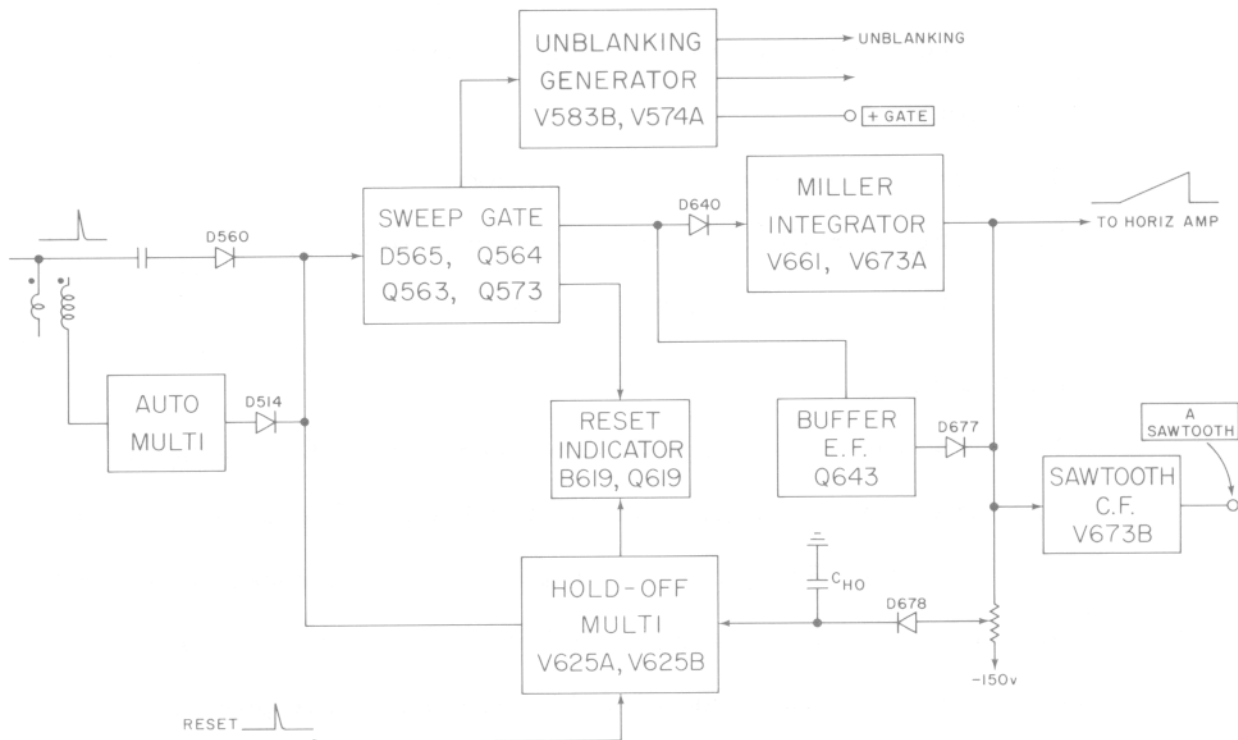 UNBLANKING
GENERATOR
V583B, V574A
UNBLANKING
+ GATE
SWEEP GATE
D565, Q564
Q563, Q573
D640
MILLER
INTEGRATOR
V661, V673A
TO HORIZ AMP
D560
AUTO
MULTI
D514
RESET
INDICATOR
B619, Q619
BUFFER
E. F.
Q643
D677
A
SAWTOOTH
SAWTOOTH
C.F.
V673B
HOLD-OFF
MULTI
V625A, V625B
CHO
D678
-150v
RESET